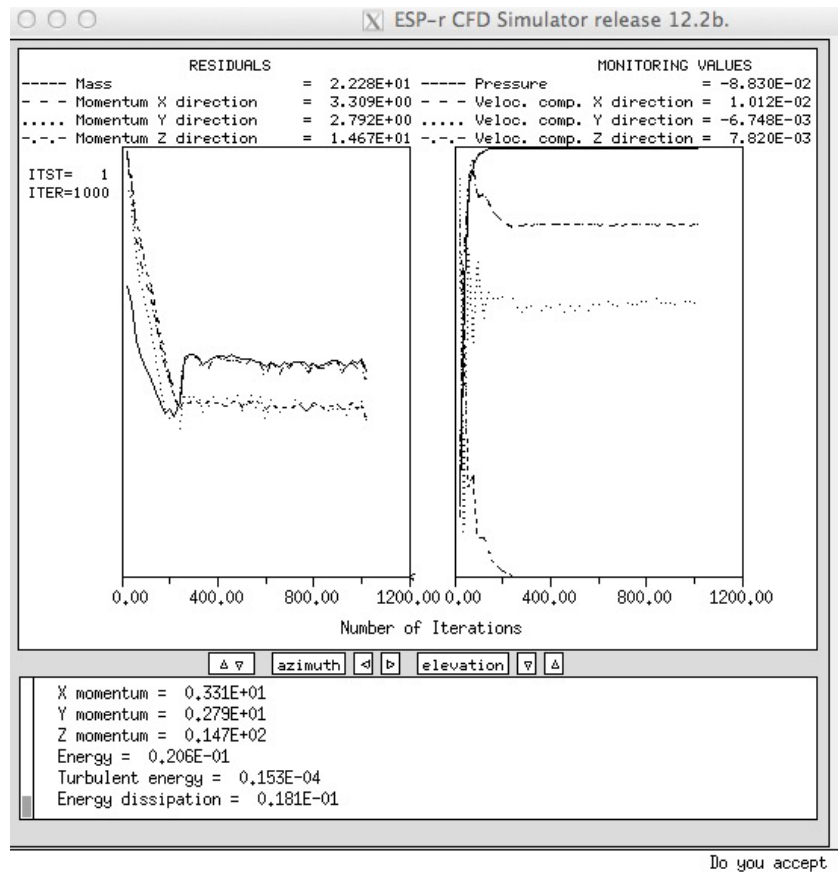 ESP-r CFD Simulator release 12.2b.
RESIDUALS
MONITORING VALUES
----- Mass = 2.228E+01 ----- Pressure = -8.830E-02
- - - Momentum X direction = 3.309E+00 - - - Veloc. comp. X direction = 1.012E-02
..... Momentum Y direction = 2.792E+00 ..... Veloc. comp. Y direction = -6.748E-03
-.-.- Momentum Z direction = 1.467E+01 -.-.- Veloc. comp. Z direction = 7.820E-03
ITST= 1
ITER=1000
0.00 400.00 800.00 1200.00 0.00 400.00 800.00 1200.00
Number of Iterations
azimuth elevation
X momentum = 0.331E+01
Y momentum = 0.279E+01
Z momentum = 0.147E+02
Energy = 0.206E-01
Turbulent energy = 0.153E-04
Energy dissipation = 0.181E-01
Do you accept